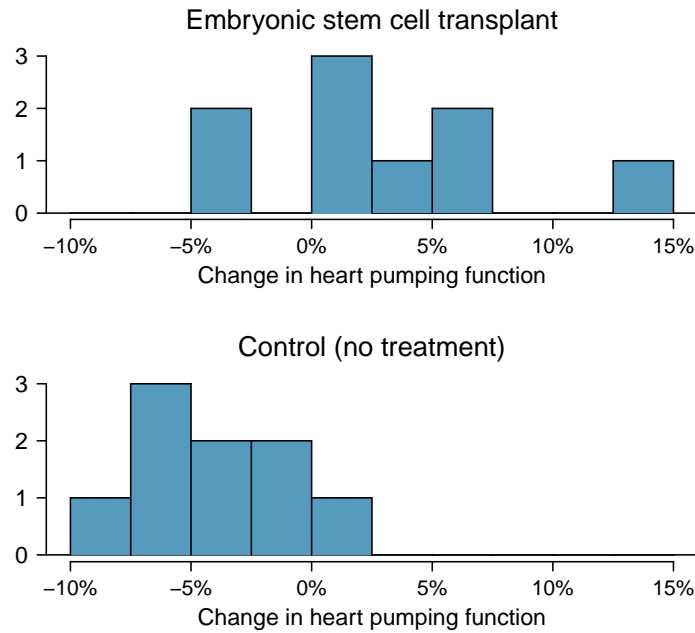 Embryonic stem cell transplant
3
2
1
0
−10% −5% 0% 5% 10% 15%
Change in heart pumping function
Control (no treatment)
3
2
1
0
−10% −5% 0% 5% 10% 15%
Change in heart pumping function